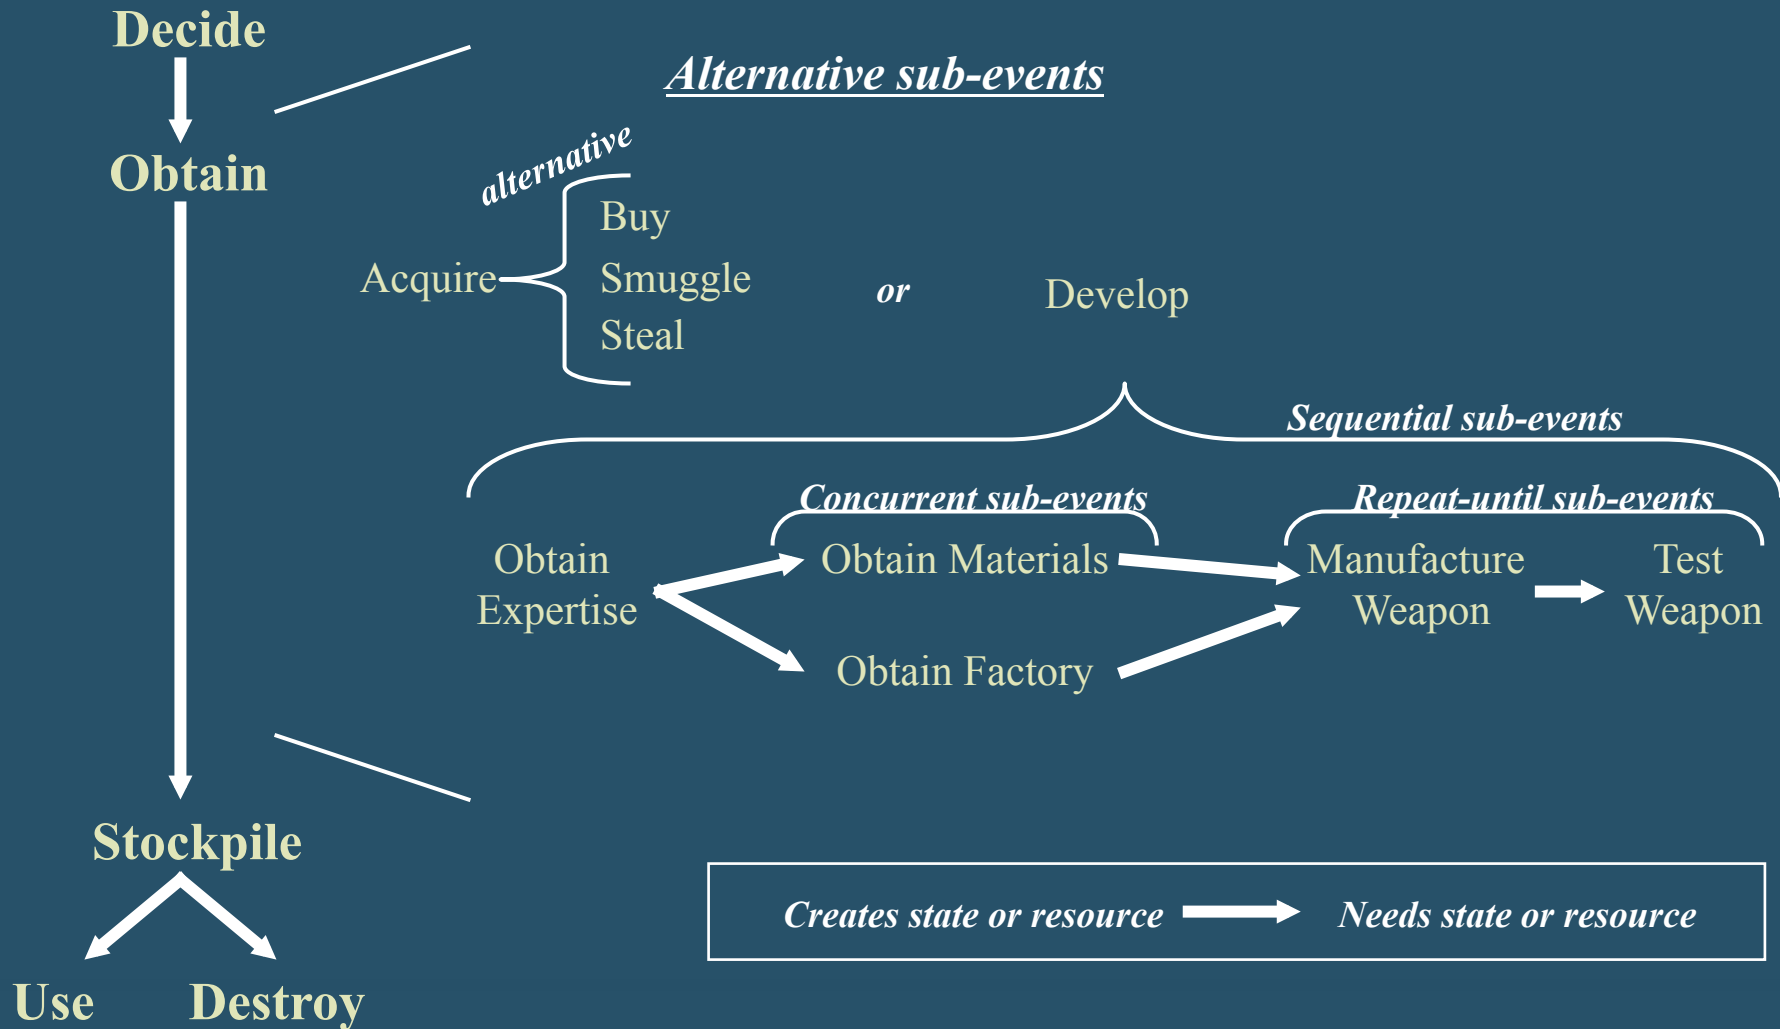 Decide
Alternative sub-events
Obtain
alternative
Buy
Acquire
Smuggle
or
Develop
Steal
Sequential sub-events
Concurrent sub-events
Repeat-until sub-events
Obtain
Expertise
Obtain Materials
Obtain Factory
Manufacture
Weapon
Test
Weapon
Stockpile
Creates state or resource
Needs state or resource
Use
Destroy